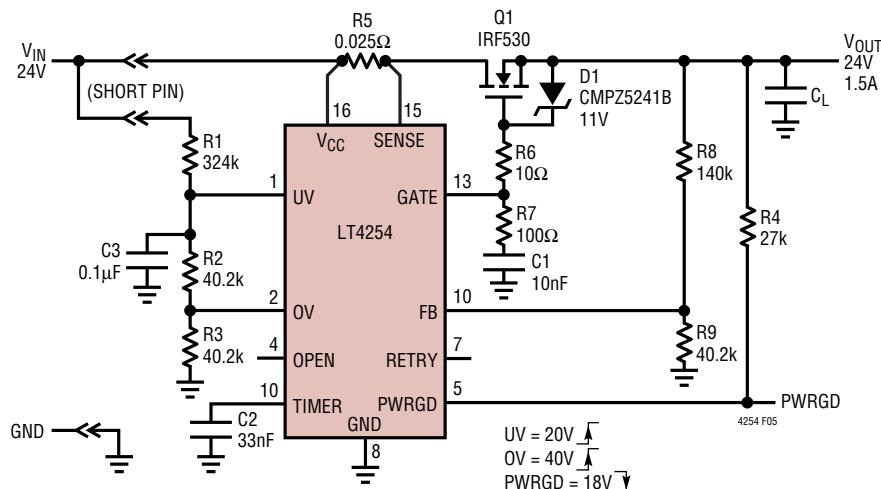 R5
0.025Ω
Q1
IRF530
VIN
24V
VOUT
24V
1.5A
(SHORT PIN)
D1
CMPZ5241B
11V
CL
16
15
VCC
SENSE
R1
324k
R6
10Ω
R8
140k
1
UV
GATE
13
R7
100Ω
R4
27k
LT4254
C3
0.1µF
R2
40.2k
C1
10nF
2
OV
FB
10
R3
40.2k
4
OPEN
RETRY
7
R9
40.2k
10
TIMER
PWRGD
5
PWRGD
4254 F05
GND
C2
33nF
GND
8
UV = 20V
OV = 40V
PWRGD = 18V